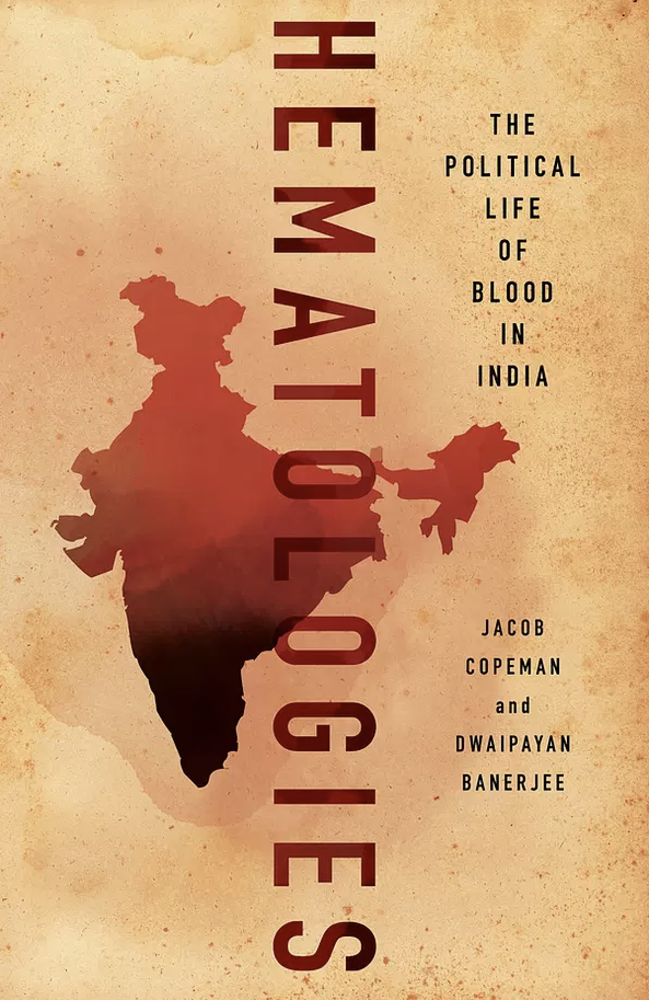 HEMATOLOGIES
THE
POLITICAL
LIFE
OF
BLOOD
IN
INDIA
JACOB
COPEMAN
and
DWAIPAYAN
BANERJEE